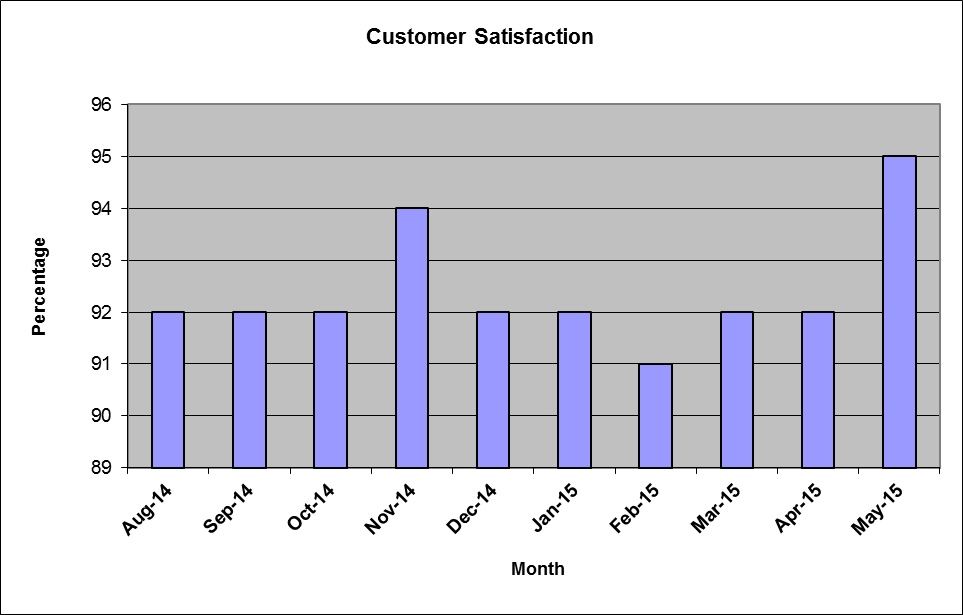 Customer Satisfaction
96
95
94
93
92
91
90
89
Percentage
Aug-14
Sep-14
Oct-14
Nov-14
Dec-14
Jan-15
Feb-15
Mar-15
Apr-15
May-15
Month